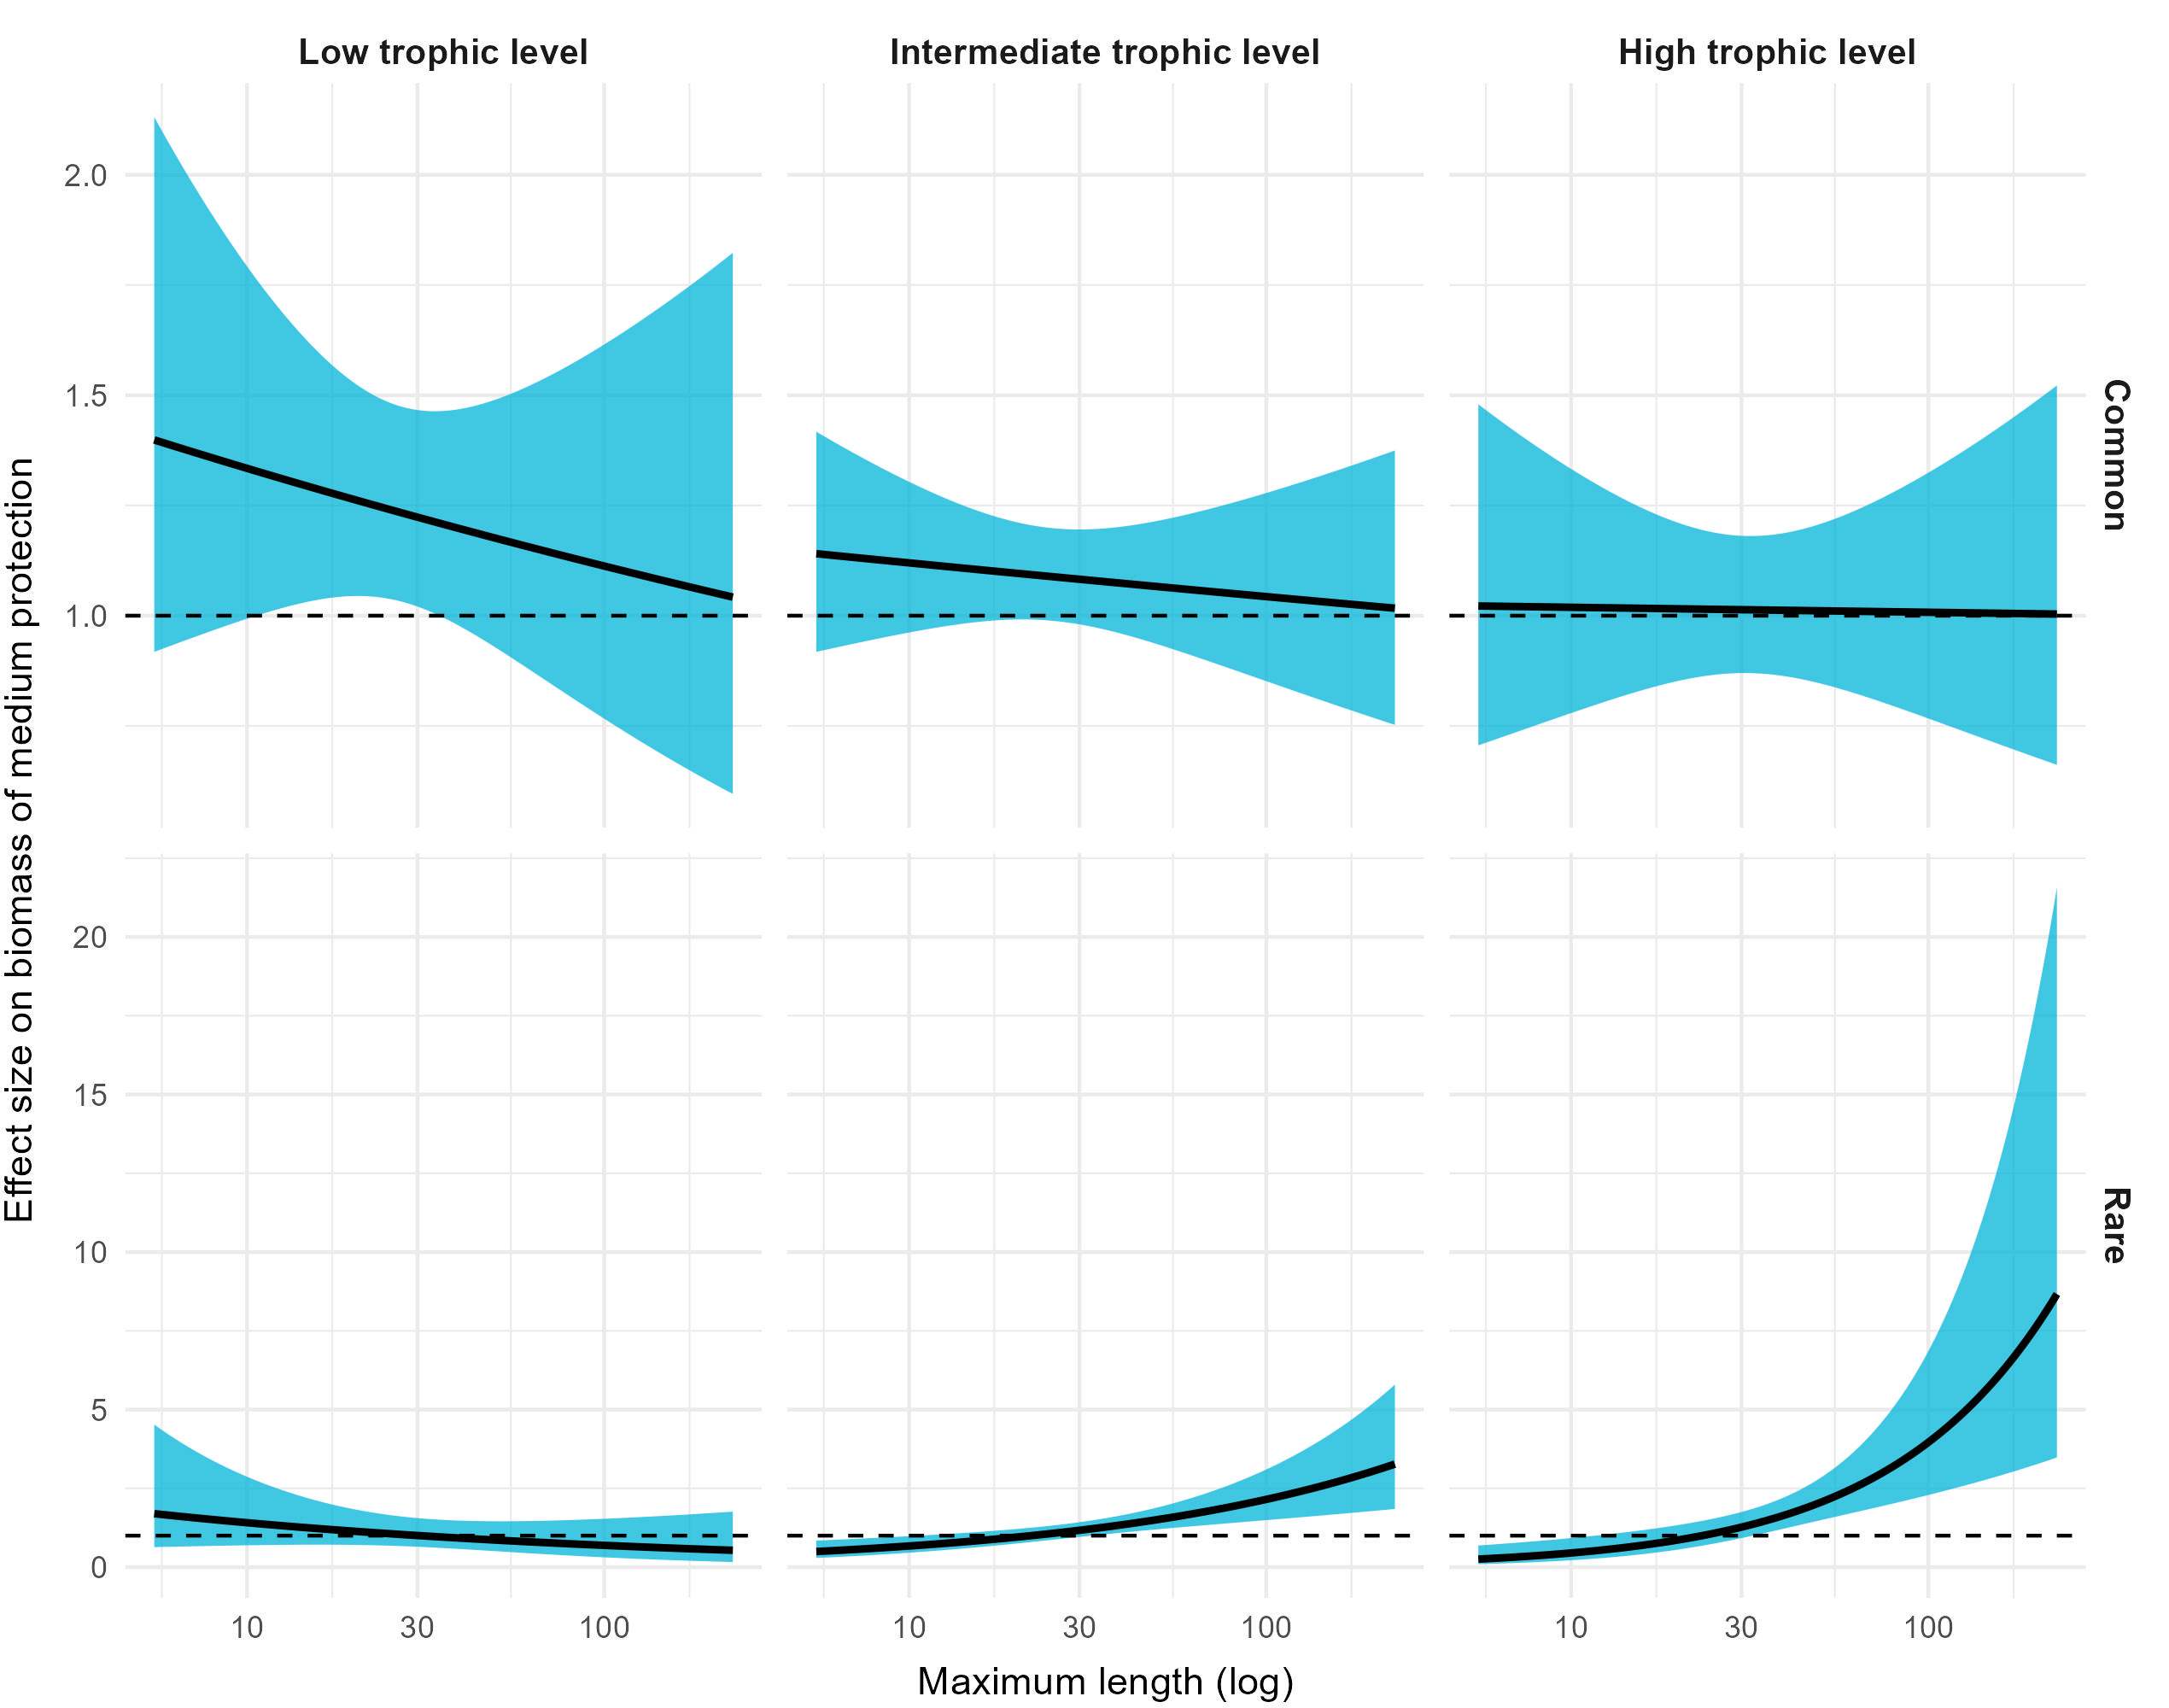 Low trophic level
Intermediate trophic level
High trophic level
Effect size on biomass of medium protection
2.0
1.5
1.0
Common
20
15
10
5
0
Rare
10
30
100
10
30
100
10
30
100
Maximum length (log)